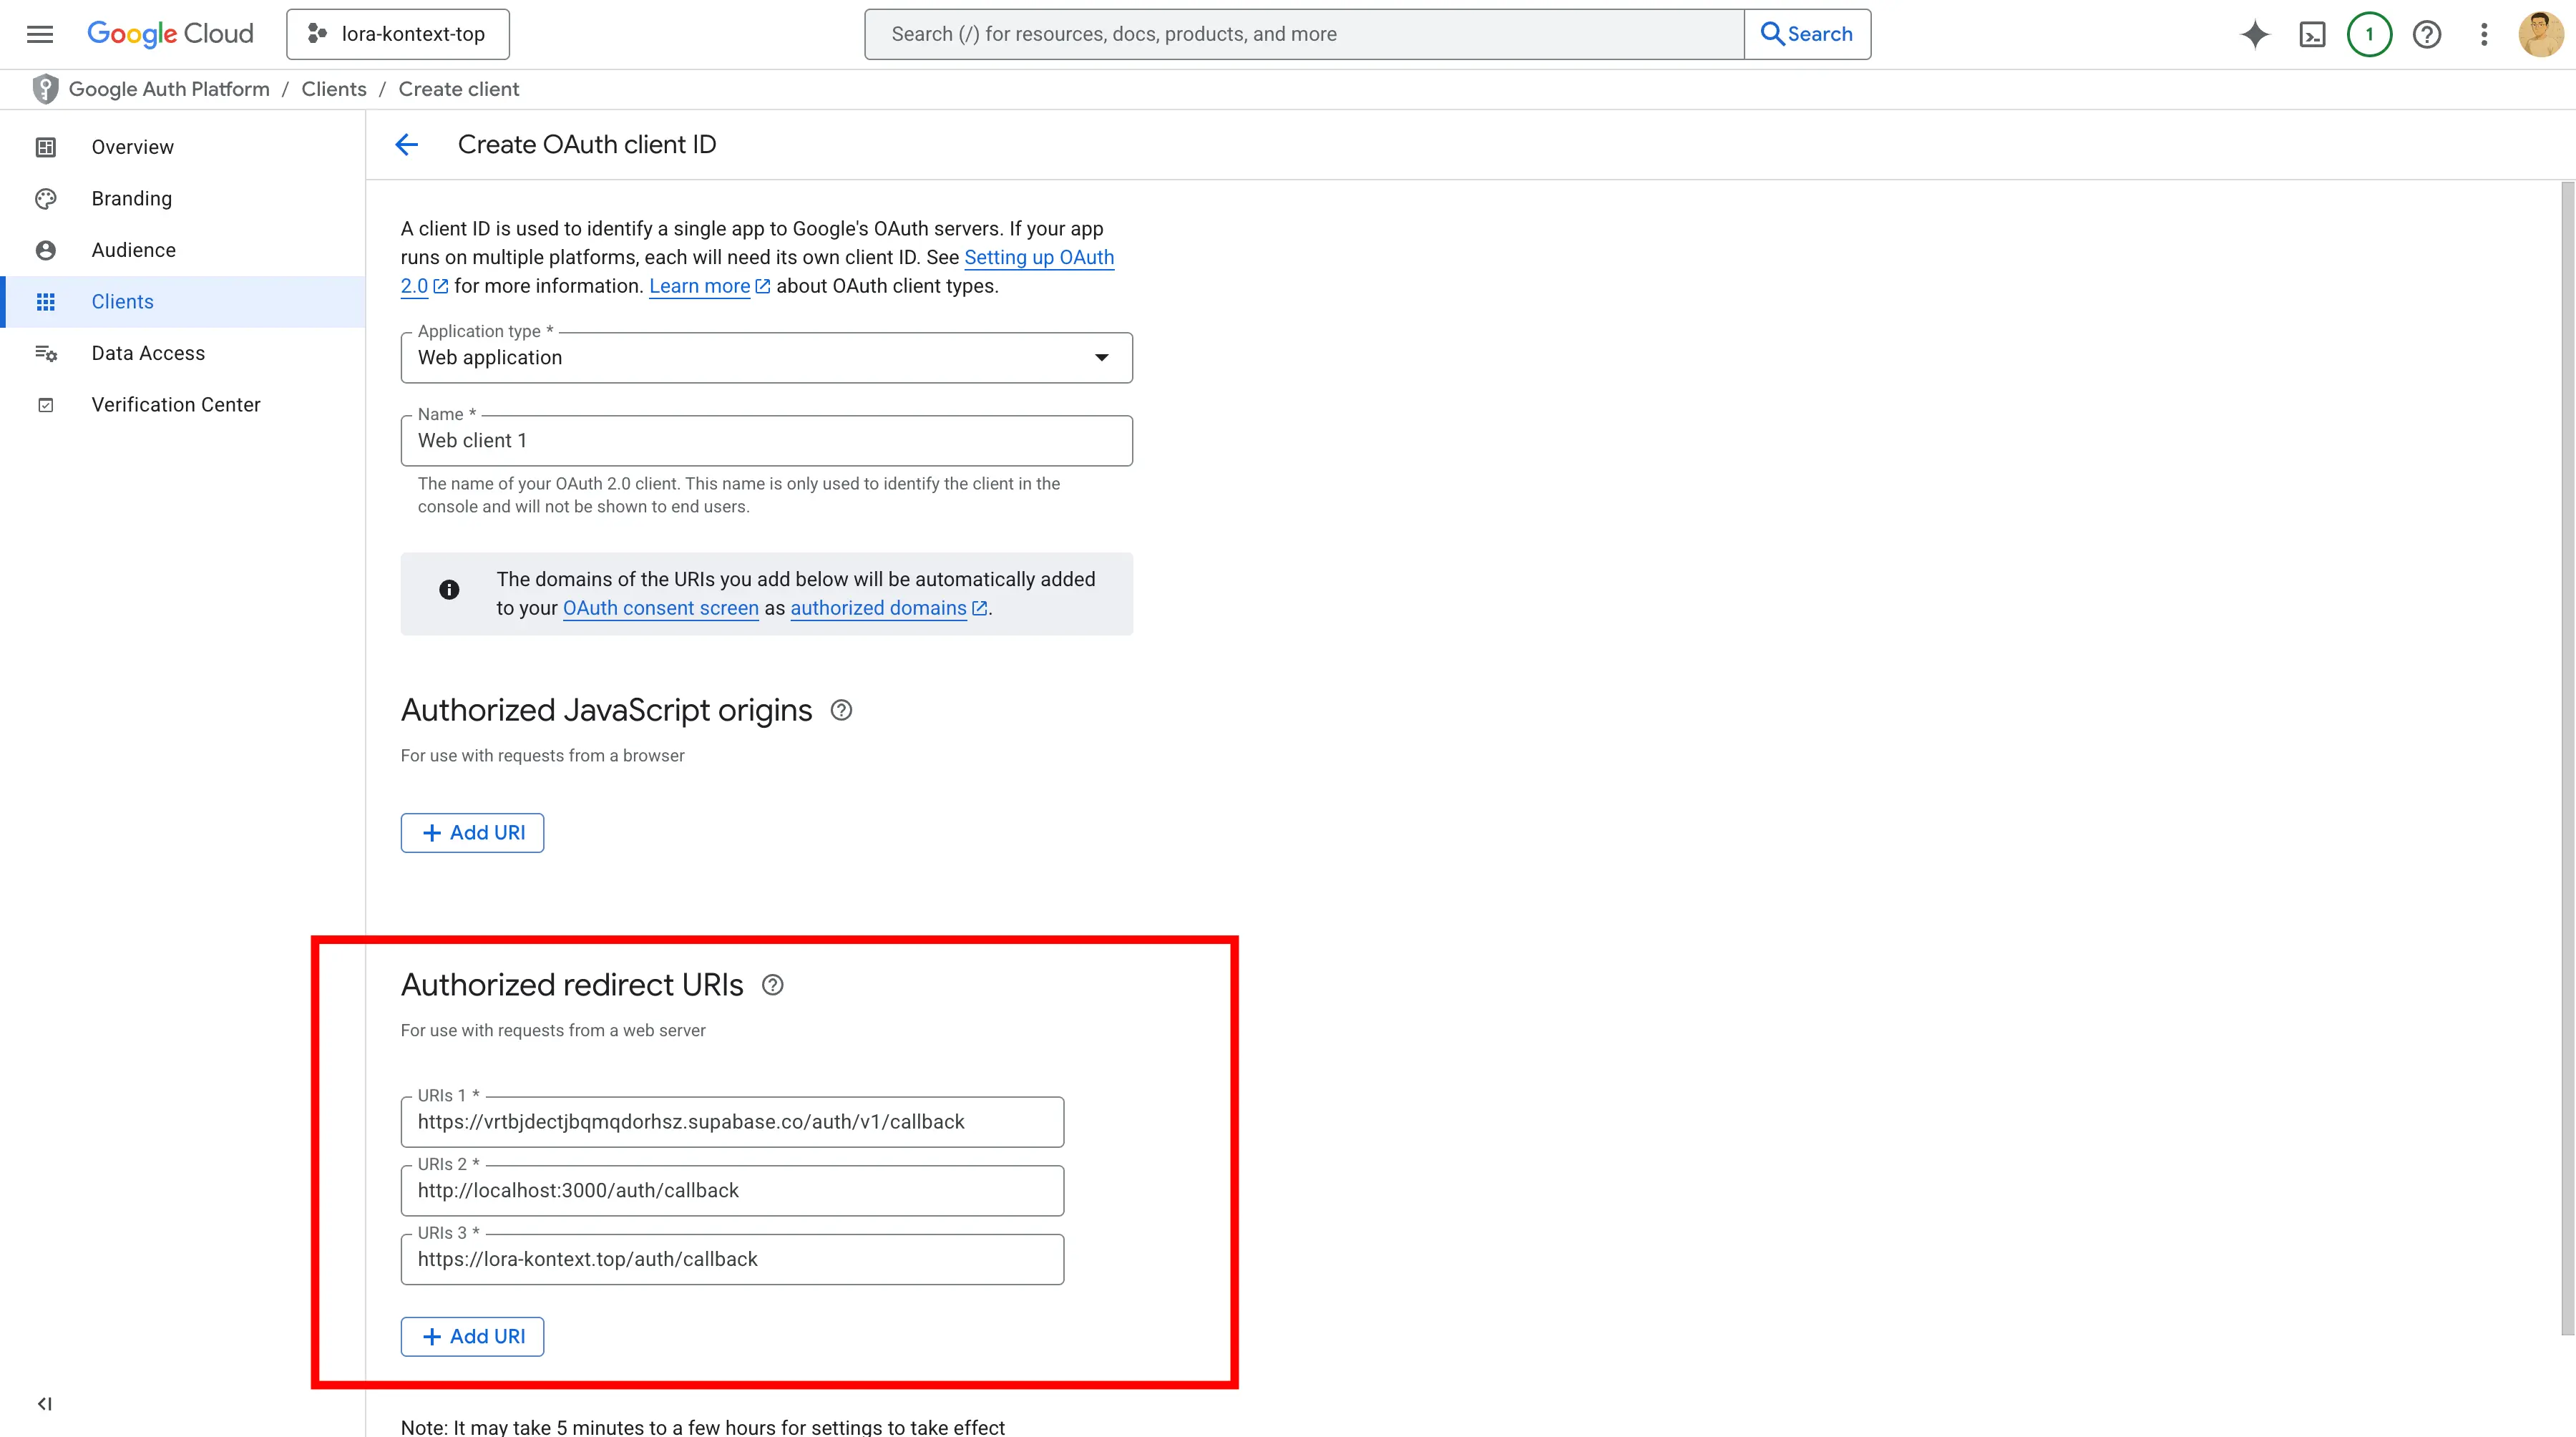 Google Cloud
lora-kontext-top
Search (/) for resources, docs, products, and more
Search
1
Google Auth Platform / Clients / Create client
Overview
Branding
Audience
Clients
Data Access
Verification Center
Create OAuth client ID
A client ID is used to identify a single app to Google's OAuth servers. If your app
runs on multiple platforms, each will need its own client ID. See Setting up OAuth
2.0 for more information. Learn more about OAuth client types.
Application type *
Web application
Name *
Web client 1
The name of your OAuth 2.0 client. This name is only used to identify the client in the
console and will not be shown to end users.
The domains of the URIs you add below will be automatically added
to your OAuth consent screen as authorized domains.
Authorized JavaScript origins
For use with requests from a browser
+ Add URI
Authorized redirect URIs
For use with requests from a web server
URIs 1 *
https://vrtbjdectjbqmqdorhsz.supabase.co/auth/v1/callback
URIs 2 *
http://localhost:3000/auth/callback
URIs 3 *
https://lora-kontext.top/auth/callback
+ Add URI
Note: It may take 5 minutes to a few hours for settings to take effect